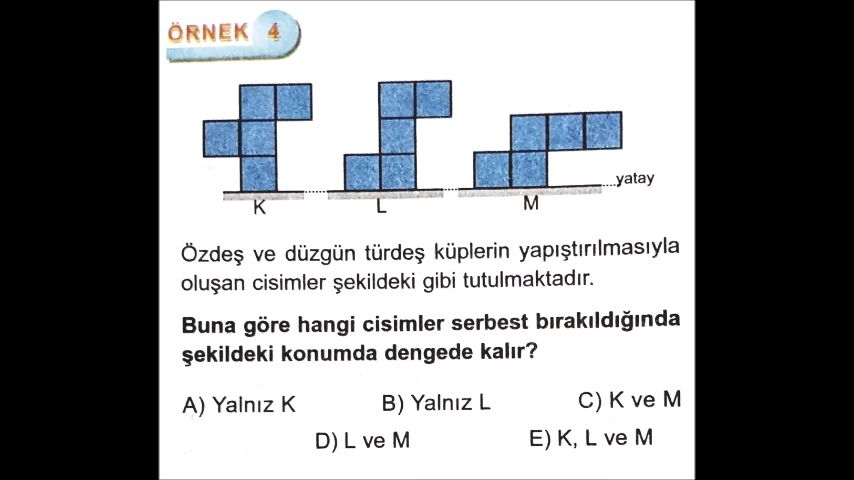 ÖRNEK 4
K
L
M
yatay
Özdeş ve düzgün türdeş küplerin yapıştırılmasıyla
oluşan cisimler şekildeki gibi tutulmaktadır.
Buna göre hangi cisimler serbest bırakıldığında
şekildeki konumda dengede kalır?
A) Yalnız K B) Yalnız L C) K ve M
D) L ve M E) K, L ve M